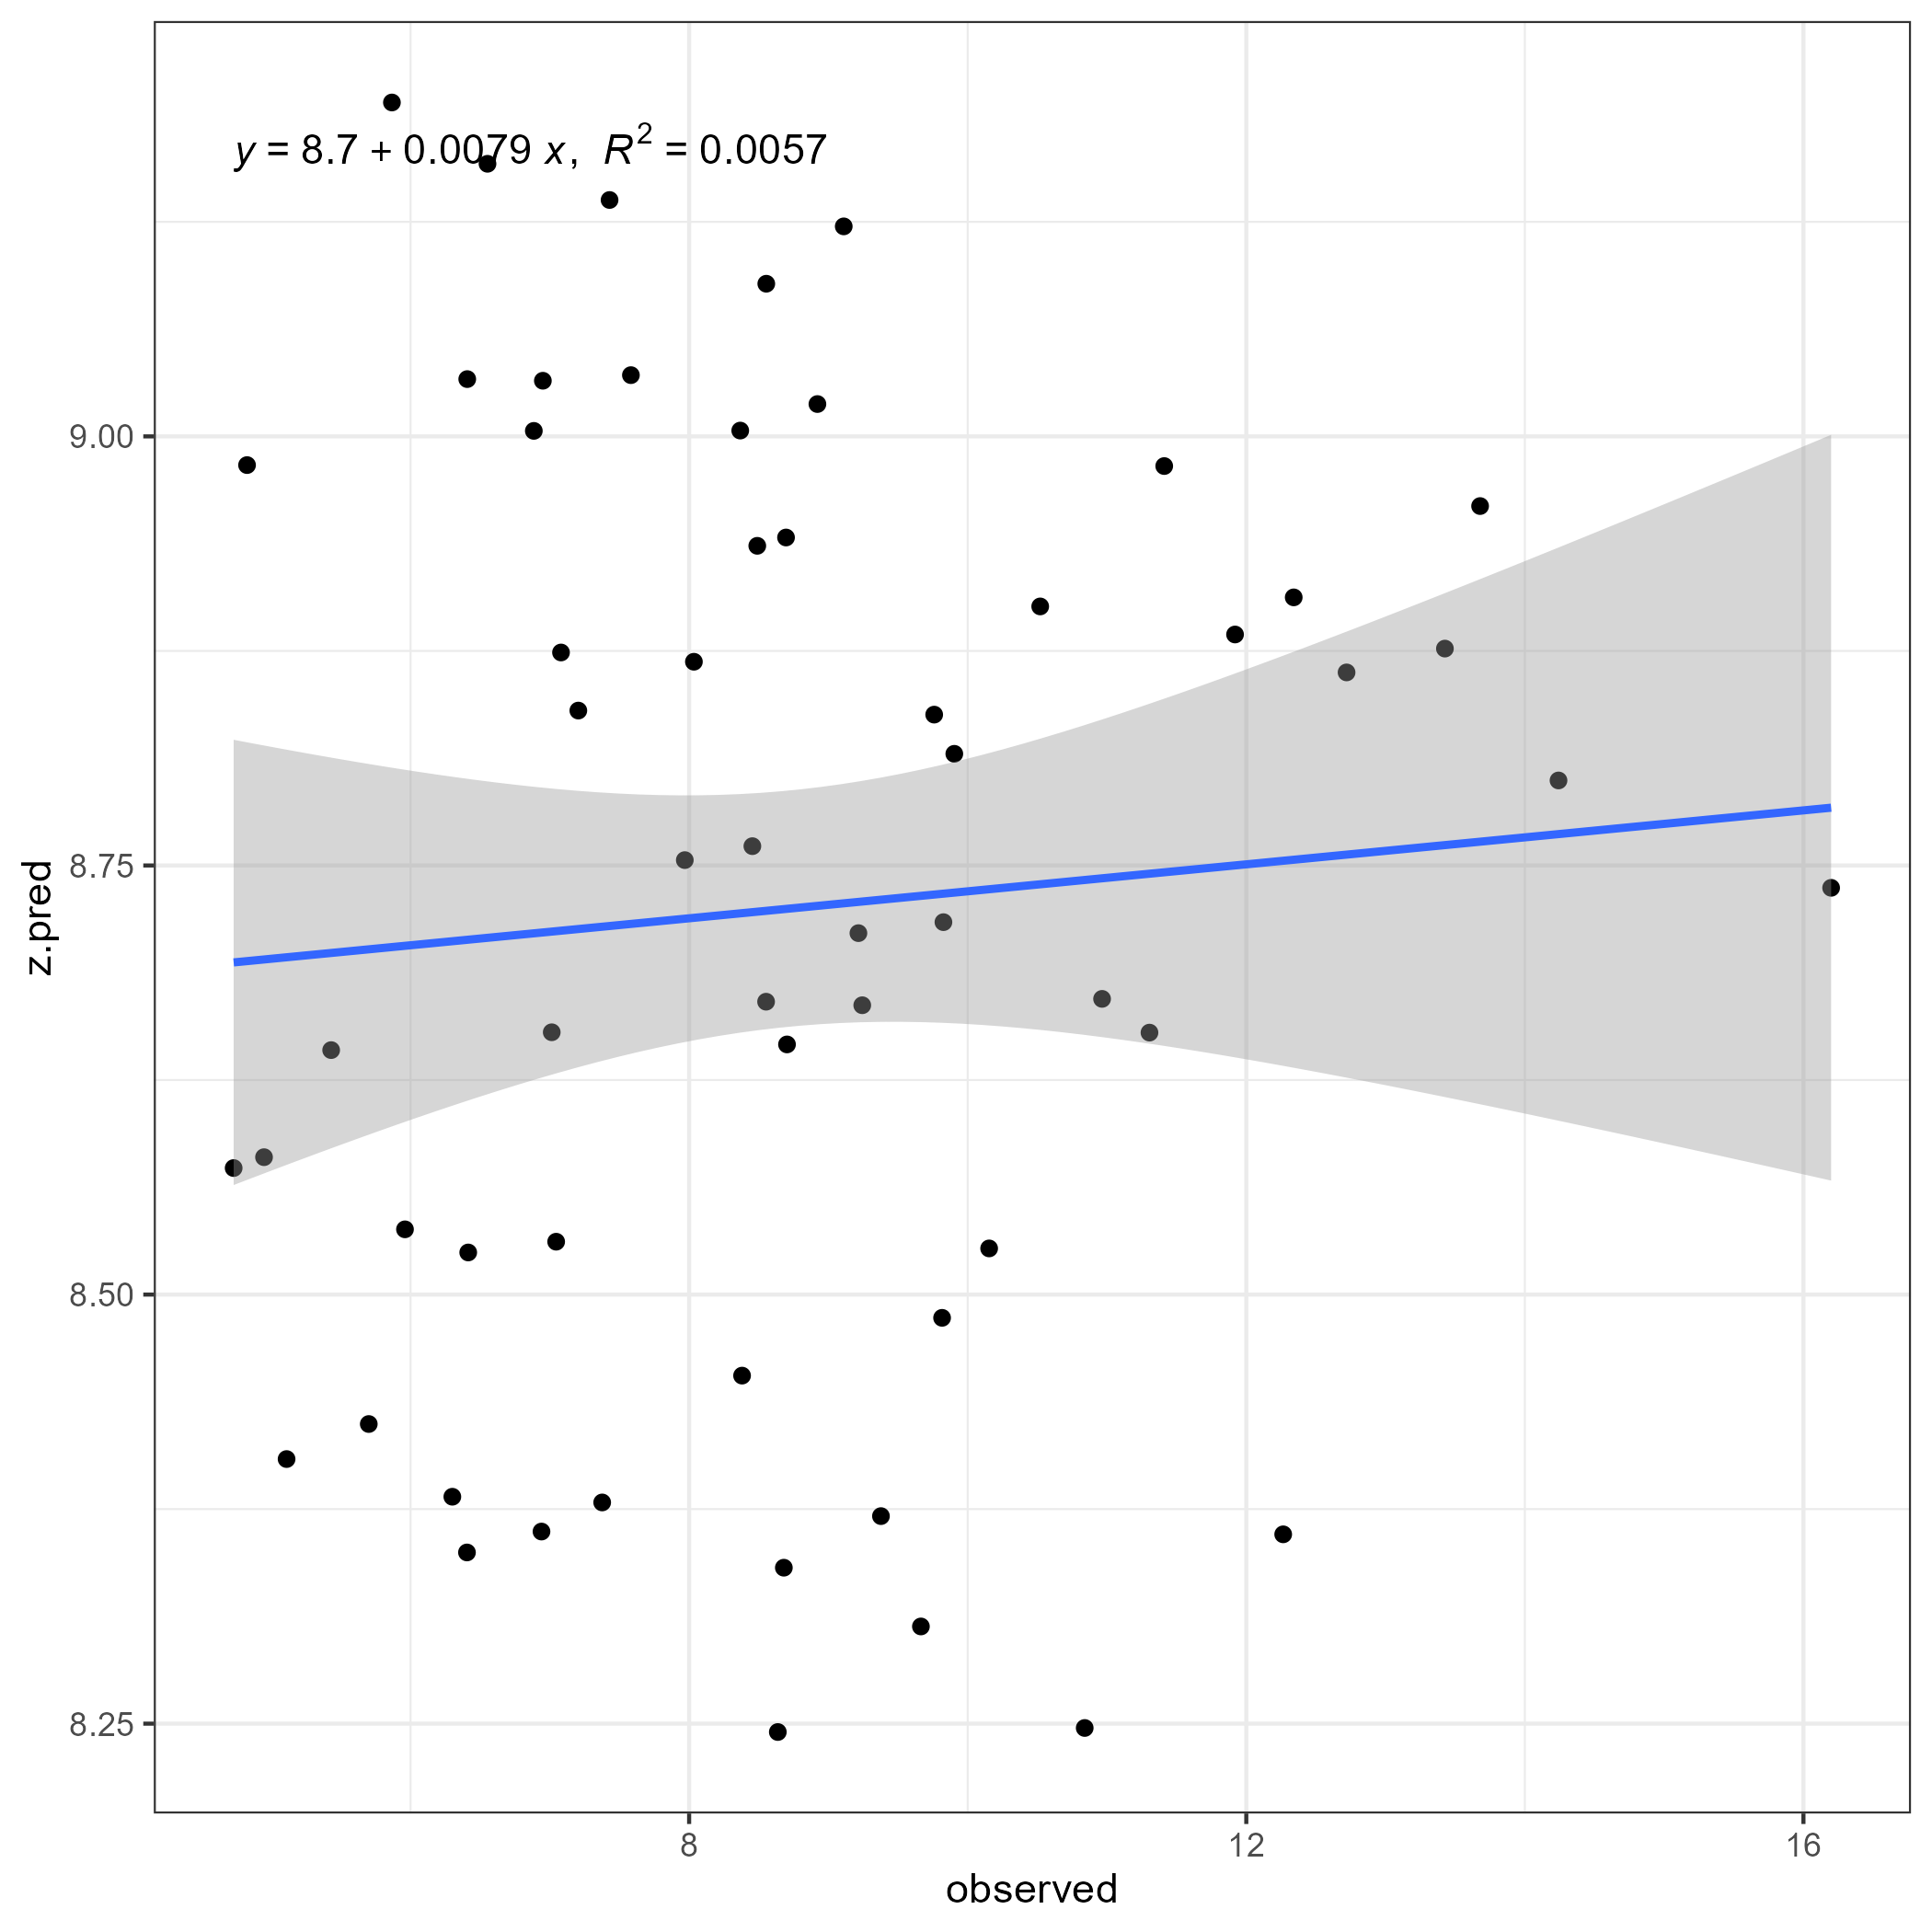 y = 8.7 + 0.0079 x, R² = 0.0057
9.00
8.75
8.50
8.25
z.pred
8
12
16
observed